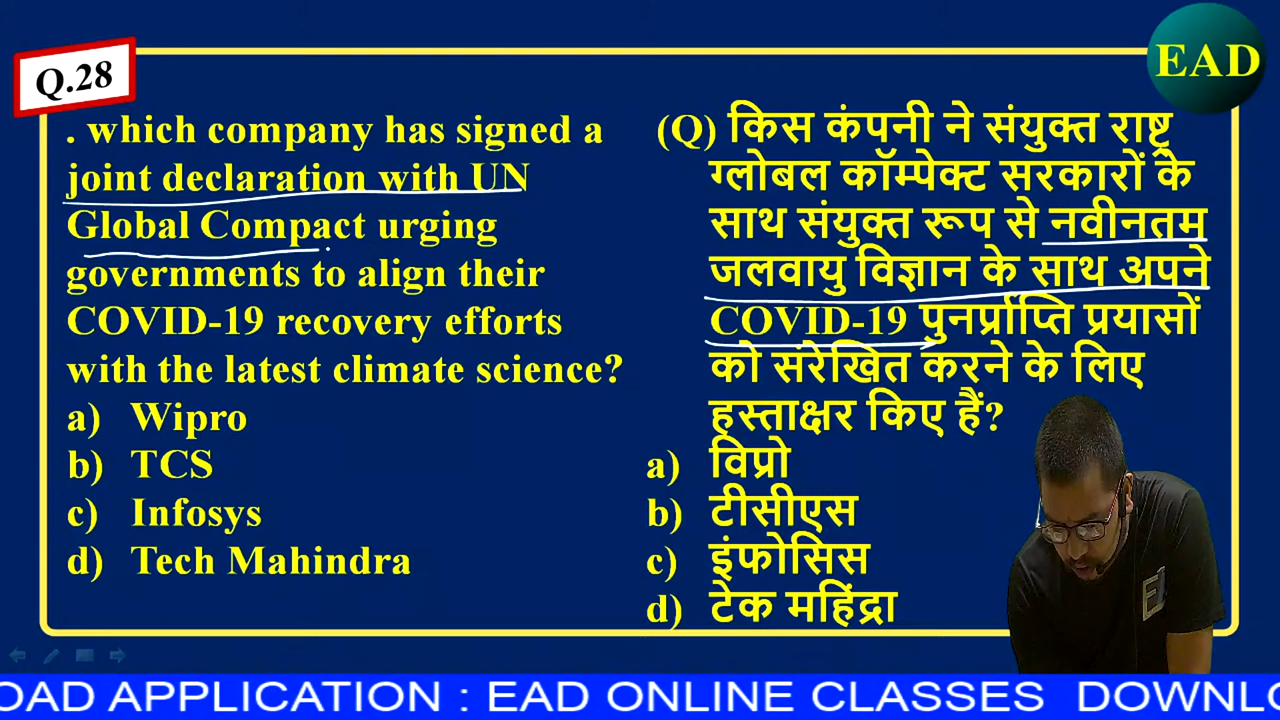 Q.28
EAD
. which company has signed a
joint declaration with UN
Global Compact urging
governments to align their
COVID-19 recovery efforts
with the latest climate science?
a) Wipro
b) TCS
c) Infosys
d) Tech Mahindra
(Q) किस कंपनी ने संयुक्त राष्ट्र
ग्लोबल कॉम्पेक्ट सरकारों के
साथ संयुक्त रूप से नवीनतम
जलवायु विज्ञान के साथ अपने
COVID-19 पुनर्प्राप्ति प्रयासों
को संरेखित करने के लिए
हस्ताक्षर किए हैं?
a) विप्रो
b) टीसीएस
c) इंफोसिस
d) टेक महिंद्रा
OAD APPLICATION : EAD ONLINE CLASSES DOWNLO